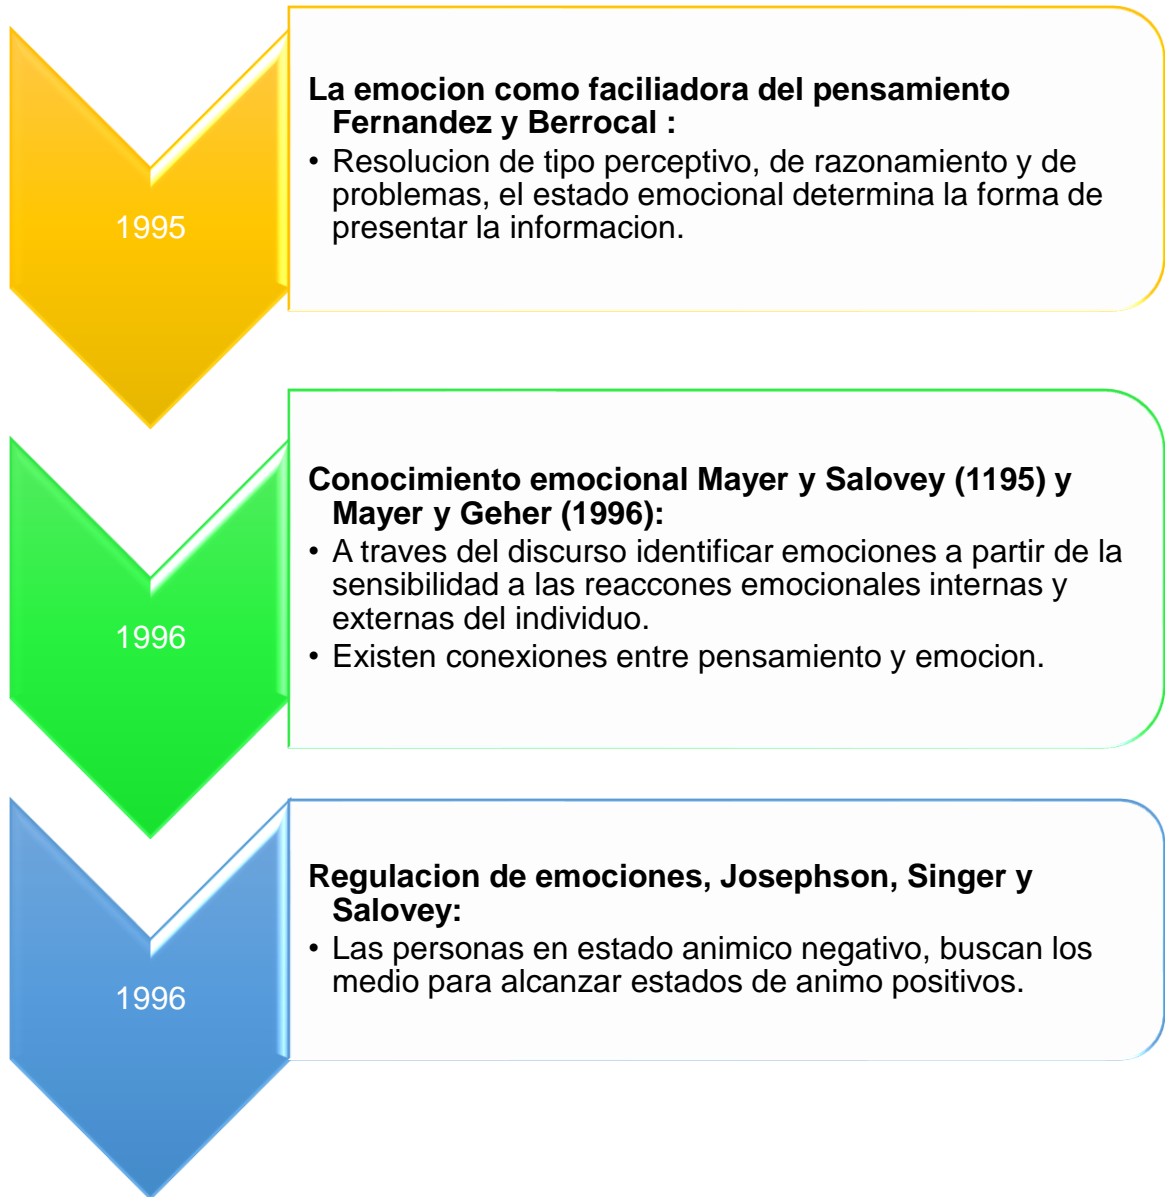 1995
La emocion como faciliadora del pensamiento
Fernandez y Berrocal :
• Resolucion de tipo perceptivo, de razonamiento y de
problemas, el estado emocional determina la forma de
presentar la informacion.
1996
Conocimiento emocional Mayer y Salovey (1195) y
Mayer y Geher (1996):
• A traves del discurso identificar emociones a partir de la
sensibilidad a las reaccones emocionales internas y
externas del individuo.
• Existen conexiones entre pensamiento y emocion.
1996
Regulacion de emociones, Josephson, Singer y
Salovey:
• Las personas en estado animico negativo, buscan los
medio para alcanzar estados de animo positivos.